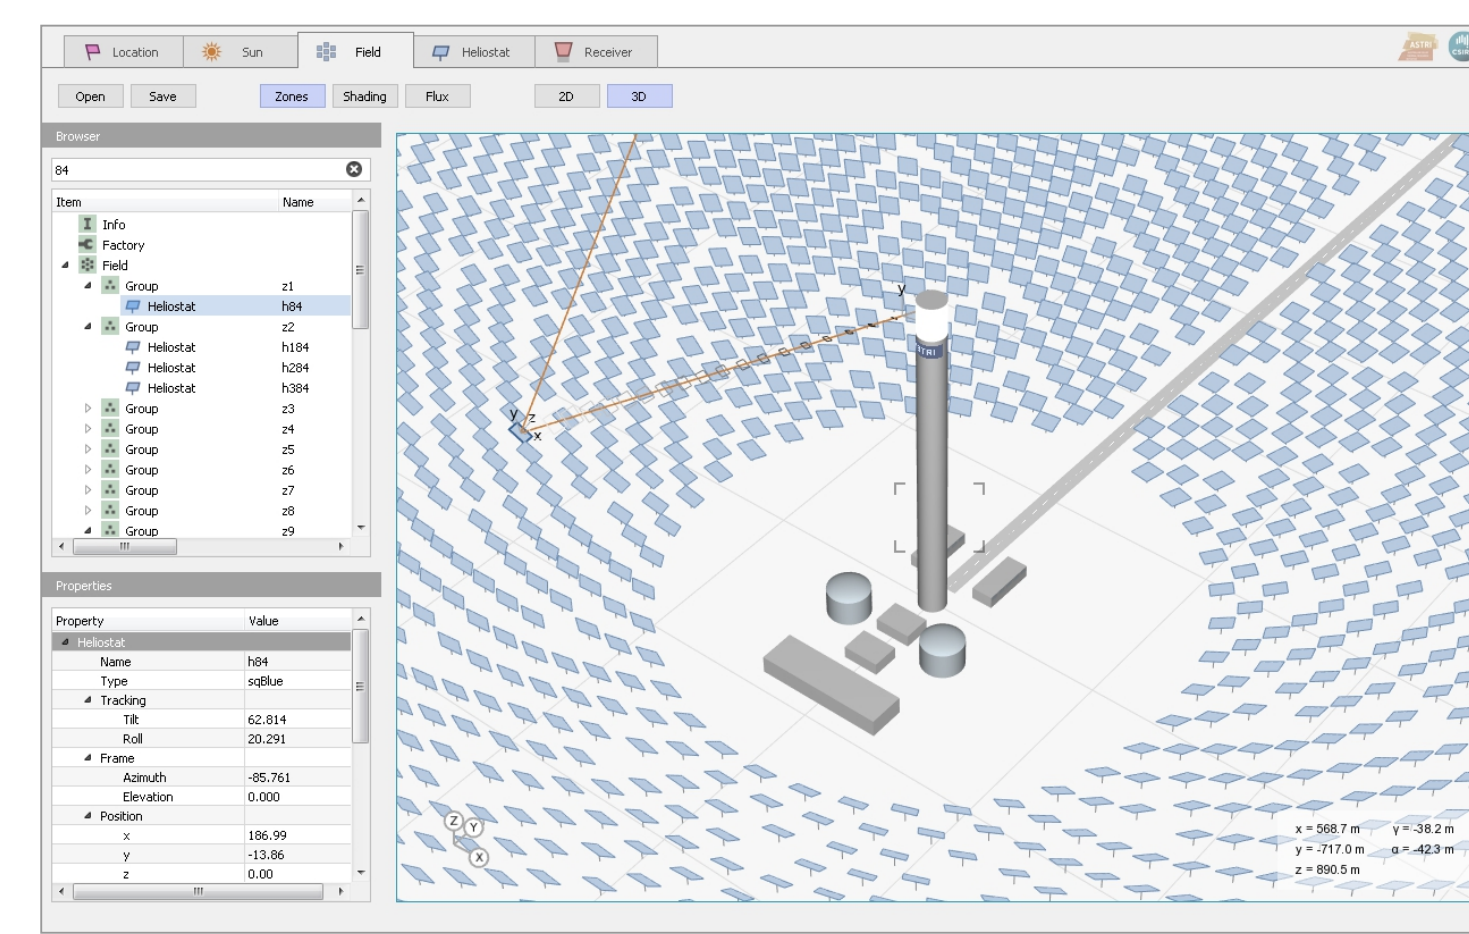 Location Sun Field Heliostat Receiver
ASTRI
Open Save Zones Shading Flux 2D 3D
Browser
84
Item Name
Info
Factory
Field
Group z1
Heliostat h84
Group z2
Heliostat h184
Heliostat h284
Heliostat h384
Group z3
Group z4
Group z5
Group z6
Group z7
Group z8
Group z9
Properties
Property Value
Heliostat
Name h84
Type sqBlue
Tracking
Tilt 62.814
Roll 20.291
Frame
Azimuth -85.761
Elevation 0.000
Position
x 186.99
y -13.86
z 0.00
y
STRI
y z
x
Z Y
X
x = 568.7 m γ = -38.2 m
y = -717.0 m α = -42.3 m
z = 890.5 m